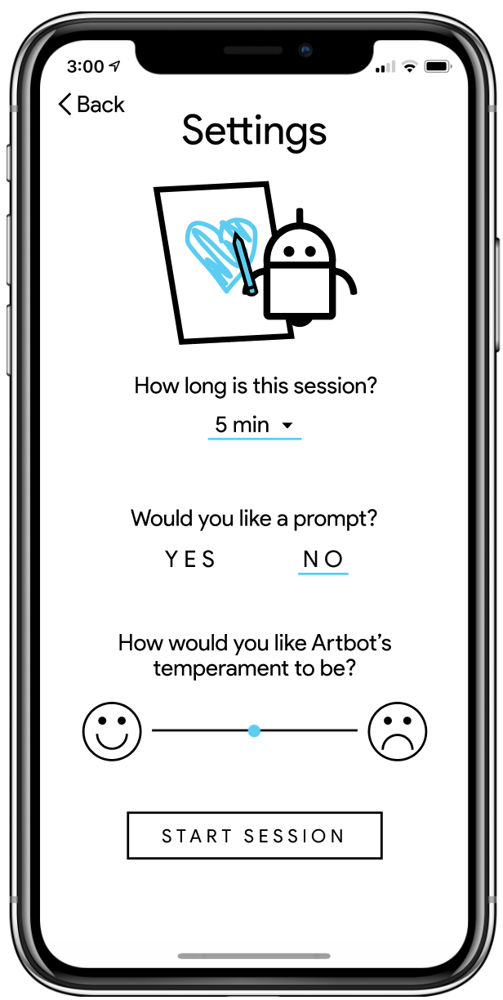 3:00
Back
Settings
How long is this session?
5 min
Would you like a prompt?
YES NO
How would you like Artbot’s
temperament to be?
START SESSION